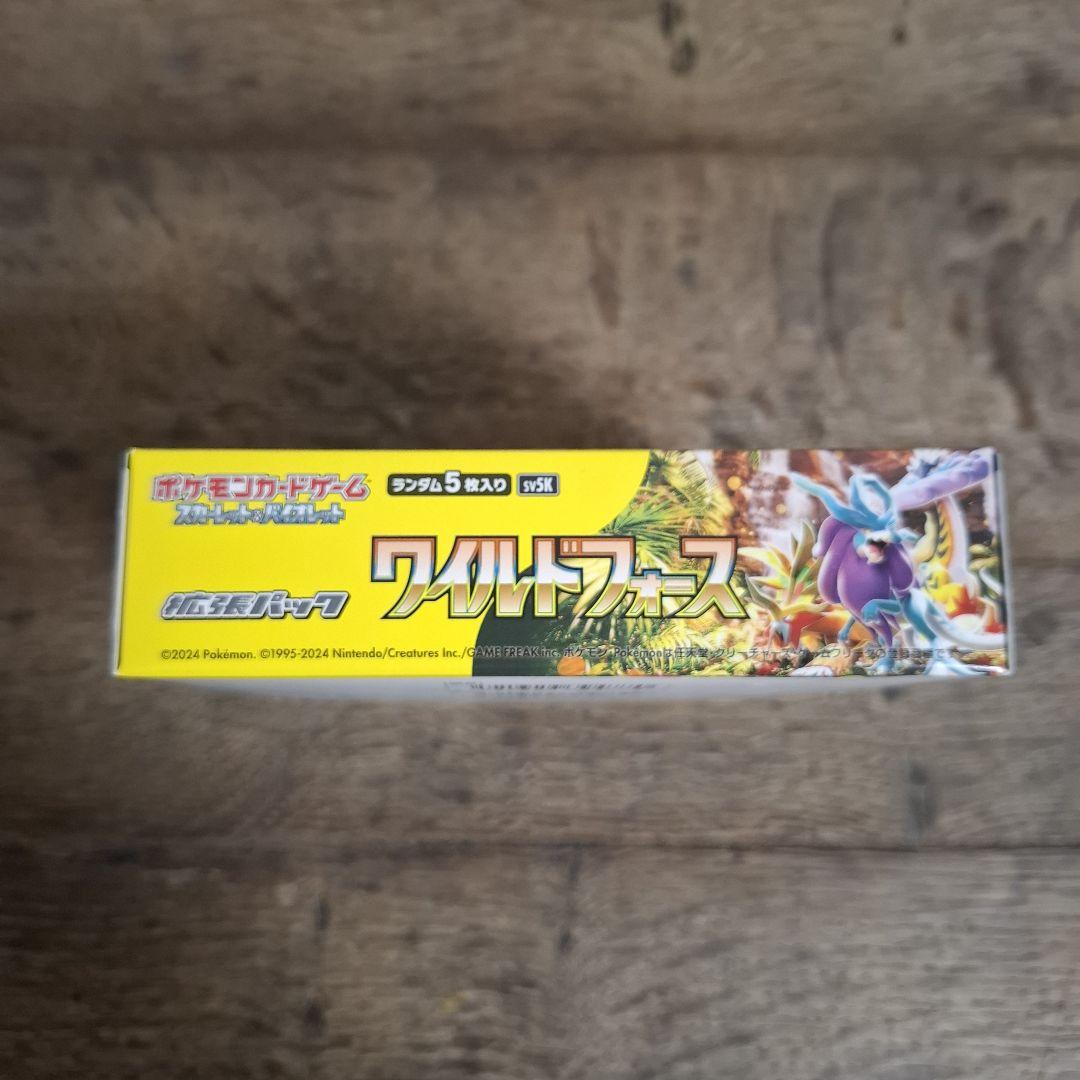 ポケモンカードゲーム
スカーレット&バイオレット
ランダム5枚入り SV5K
ワイルドフォース
拡張パック
©2024 Pokémon. ©1995-2024 Nintendo/Creatures Inc./GAME FREAK inc. ポケモン・Pokémonは任天堂・クリーチャーズ・ゲームフリークの登録商標です。